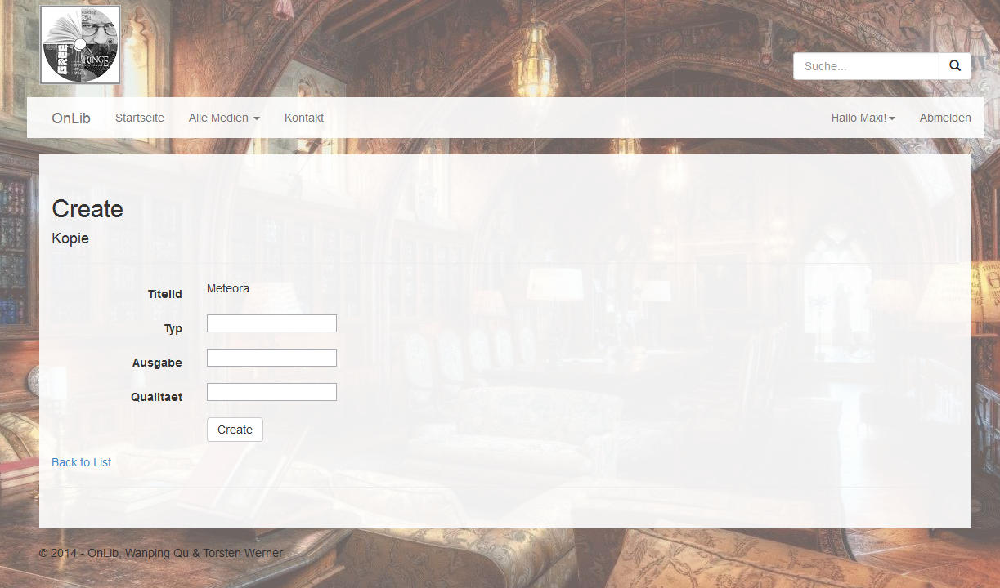 GREE
RINGE
Suche...
OnLib Startseite Alle Medien Kontakt Hallo Maxi! Abmelden
Create
Kopie
TitelId Meteora
Typ
Ausgabe
Qualitaet
Create
Back to List
© 2014 - OnLib, Wanping Qu & Torsten Werner